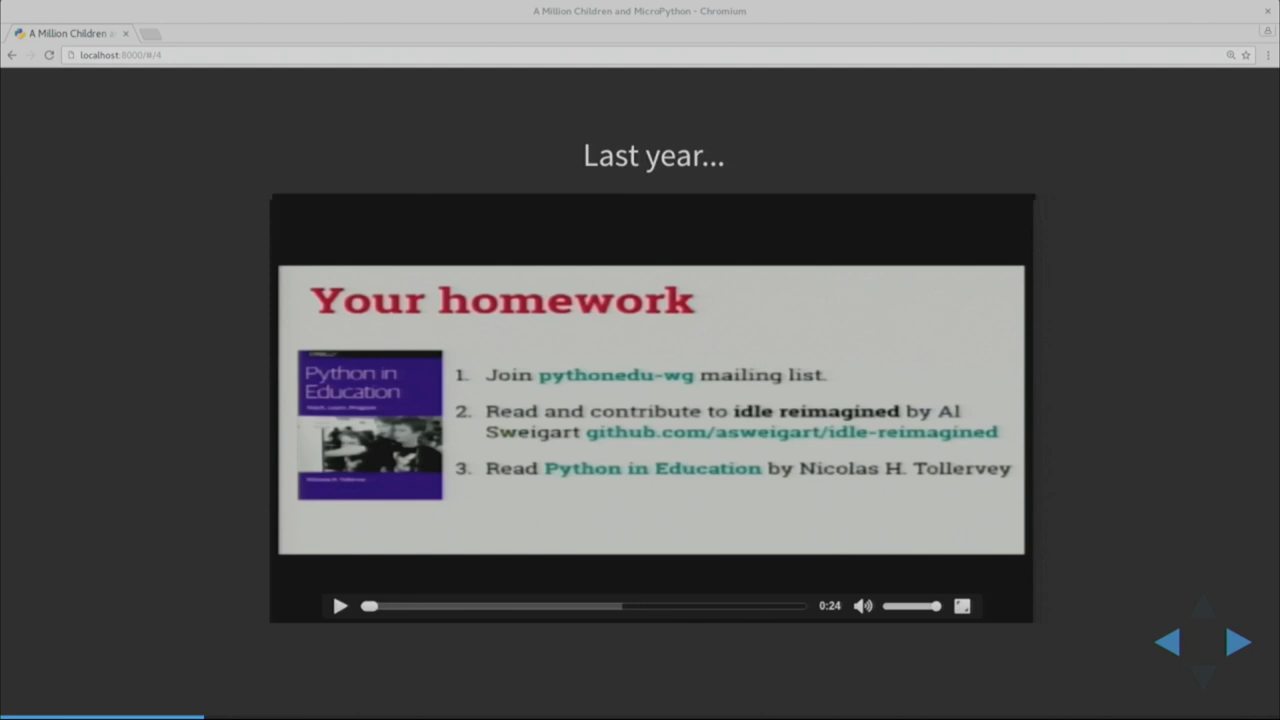 A Million Children and MicroPython - Chromium
A Million Children a
localhost:8000/#/4
Last year...
Your homework
Python in
Education
1. Join pythonedu-wg mailing list.
2. Read and contribute to idle reimagined by Al
Sweigart github.com/asweigart/idle-reimagined
3. Read Python in Education by Nicolas H. Tollervey
0:24